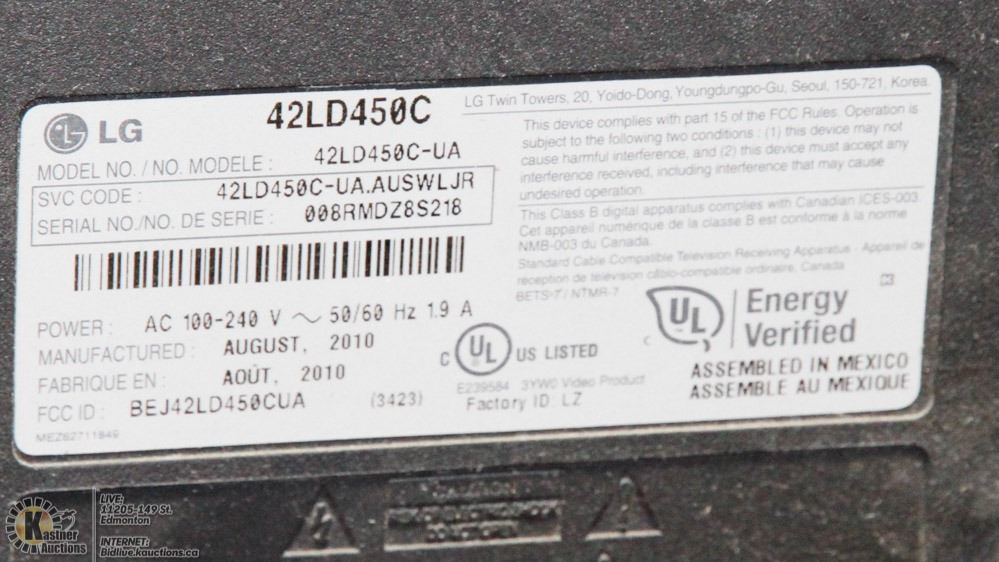 LG
42LD450C
LG Twin Towers, 20, Yoido-Dong, Youngdungpo-Gu, Seoul, 150-721, Korea
MODEL NO. / NO. MODELE : 42LD450C-UA
SVC CODE : 42LD450C-UA.AUSWLJR
SERIAL NO./NO. DE SERIE : 008RMDZ8S218
This device complies with part 15 of the FCC Rules. Operation is
subject to the following two conditions : (1) this device may not
cause harmful interference, and (2) this device must accept any
interference received, including interference that may cause
undesired operation.
This Class B digital apparatus complies with Canadian ICES-003.
Cet appareil numérique de la classe B est conforme à la norme
NMB-003 du Canada.
Standard Cable Compatible Television Receiving Apparatus - Appareil de
réception de télévision câblo-compatible ordinaire, Canada
BETS-7 / NTMR-7
POWER : AC 100-240 V ~ 50/60 Hz 1.9 A
MANUFACTURED : AUGUST, 2010
FABRIQUE EN : AOÛT, 2010
FCC ID : BEJ42LD450CUA (3423)
MEZ62711849
C UL US LISTED
E239584 3YW0 Video Product
Factory ID: LZ
C UL Energy
Verified
ASSEMBLED IN MEXICO
ASSEMBLE AU MEXIQUE
Kastner
Auctions
LIVE:
11205-149 St.
Edmonton
INTERNET:
Bidlive.kauctions.ca